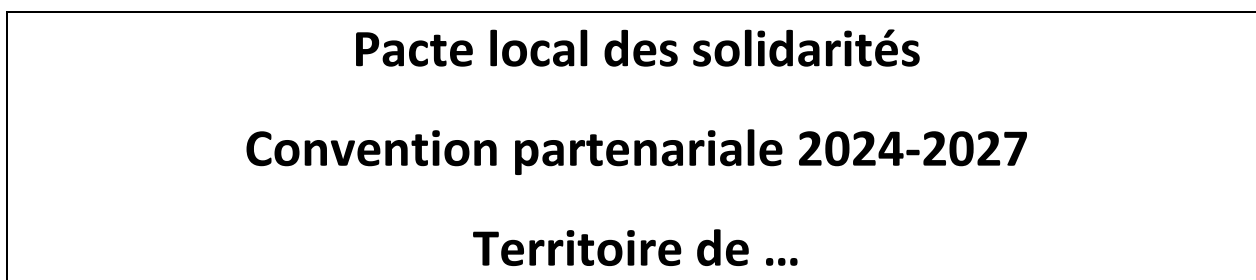 Pacte local des solidarités
Convention partenariale 2024-2027
Territoire de …